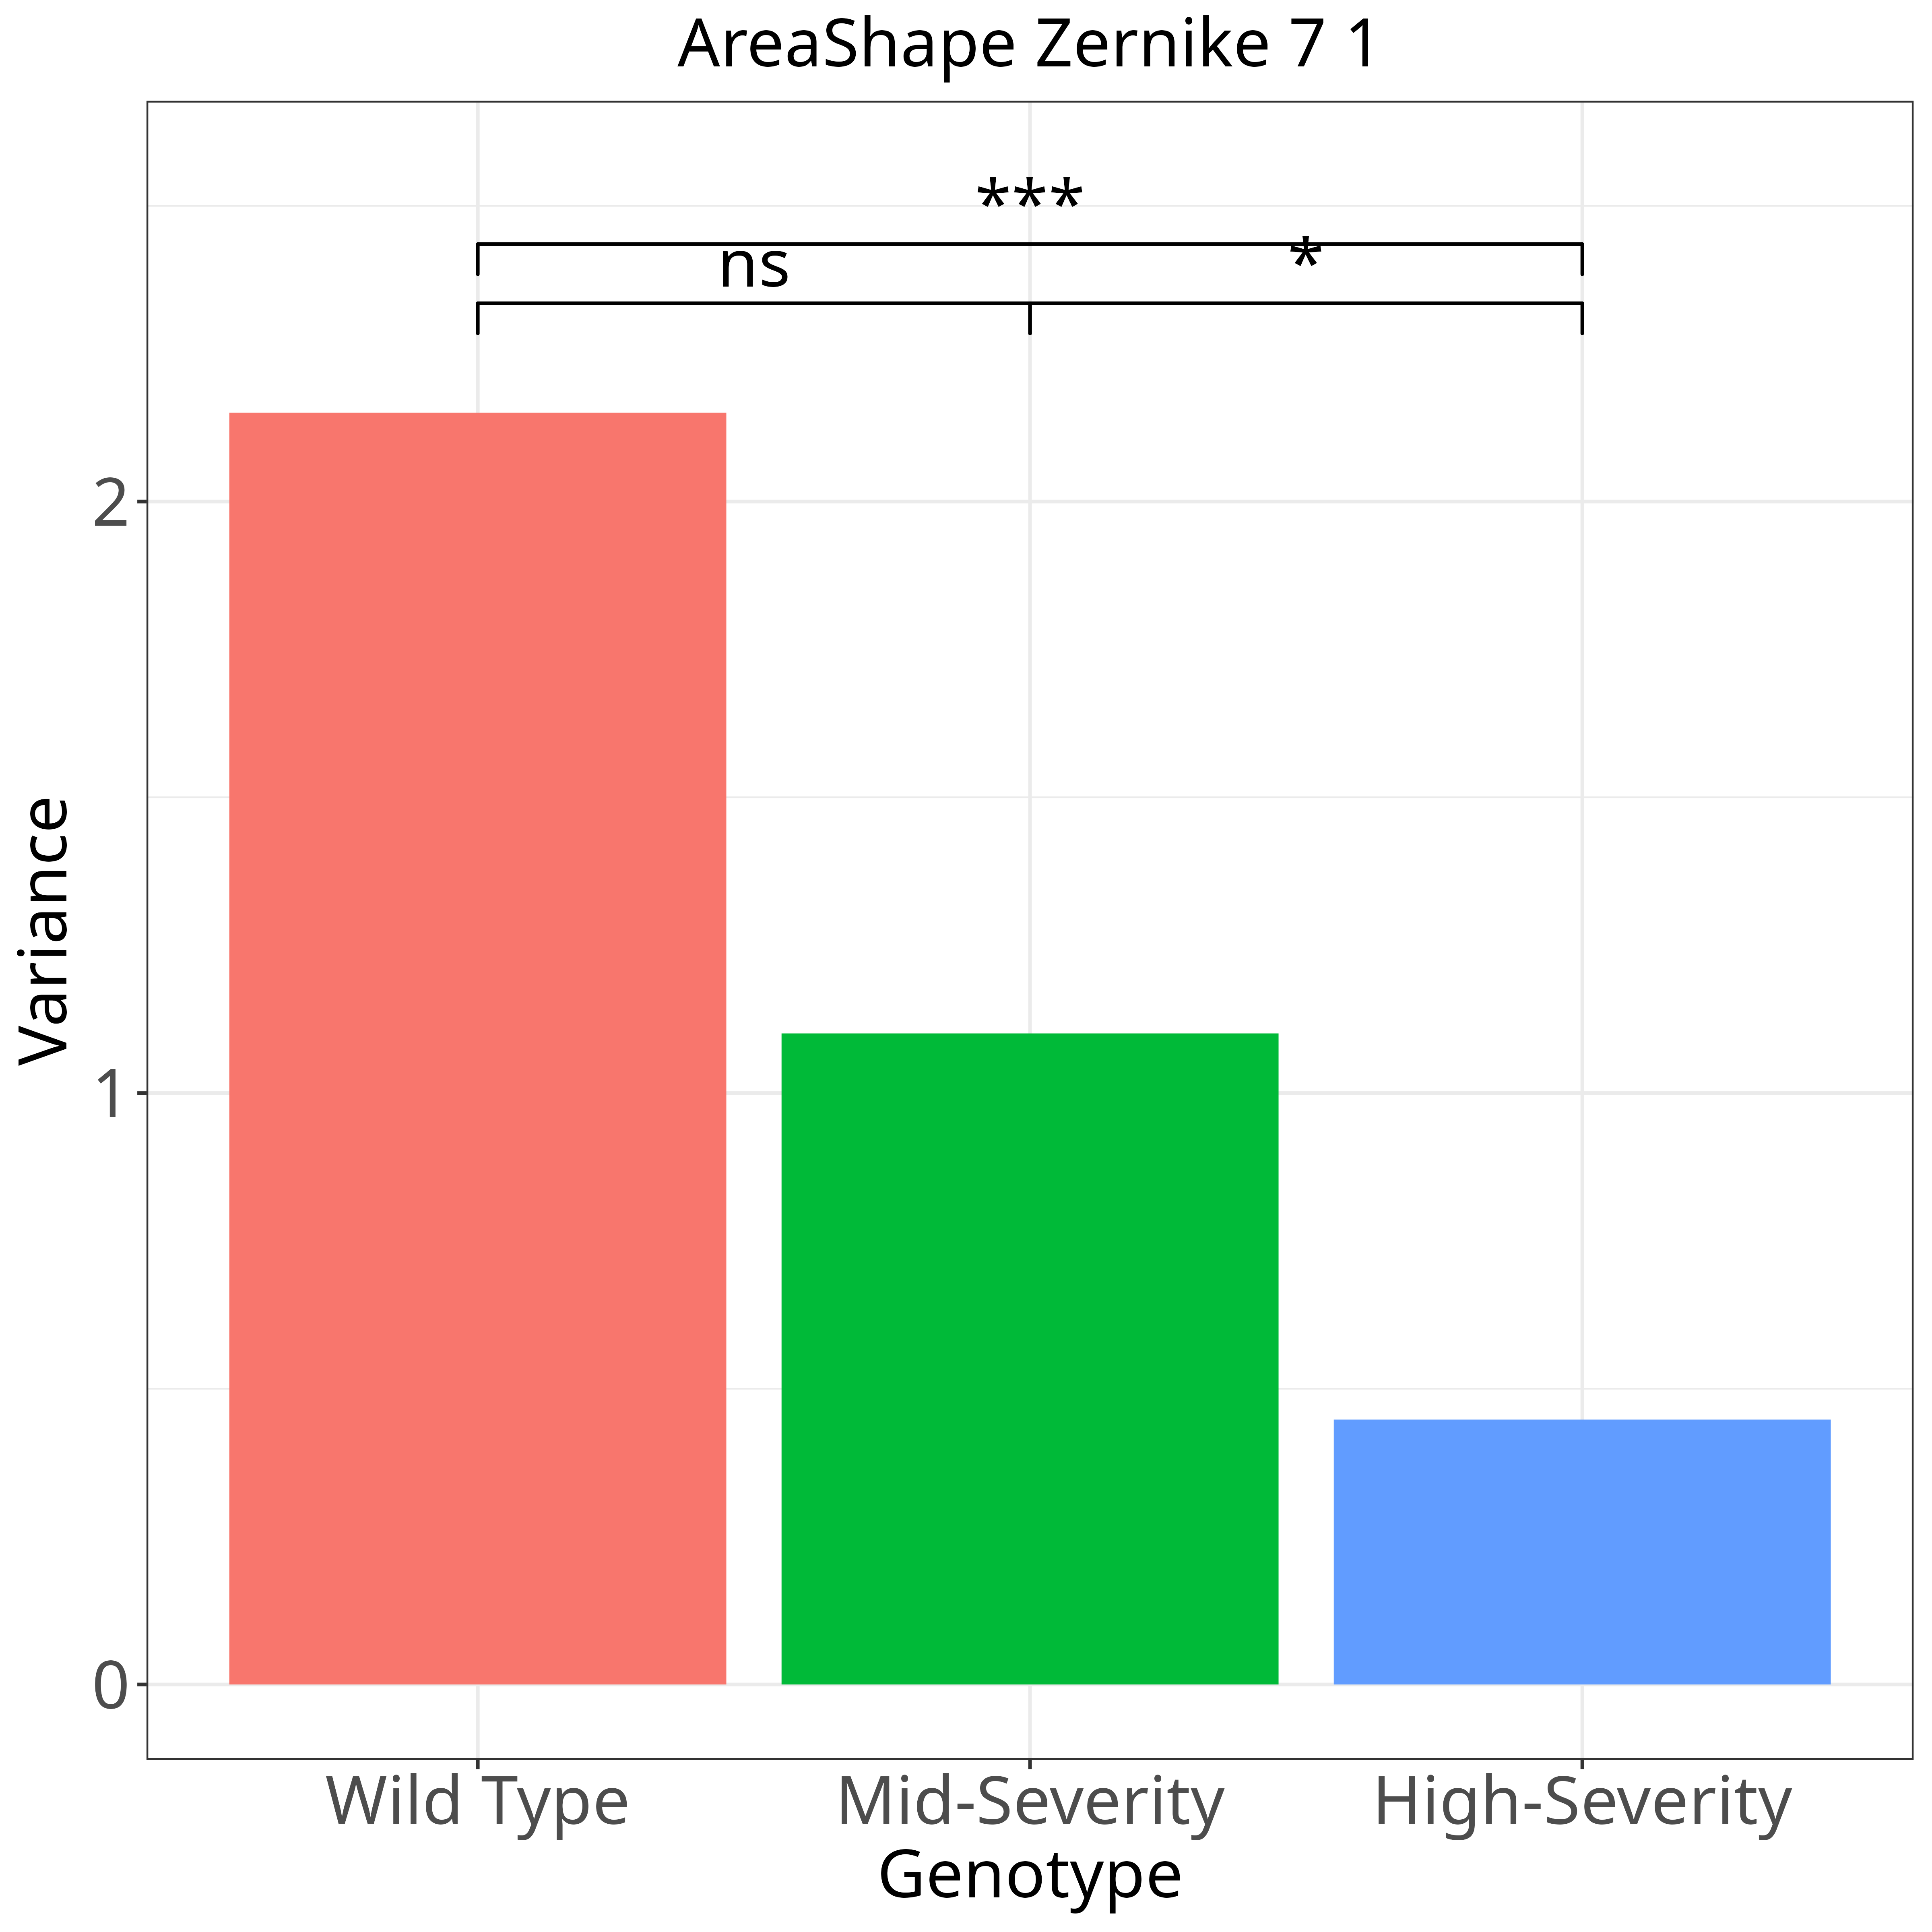 AreaShape Zernike 7 1
***
ns
*
2
1
0
Variance
Wild Type
Mid-Severity
High-Severity
Genotype